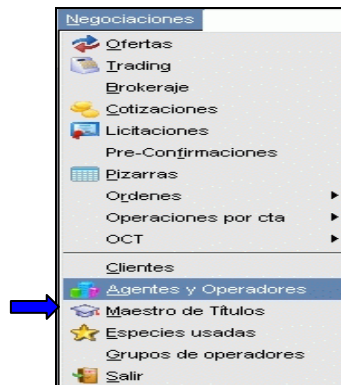 Negociaciones
Ofertas
Trading
Brokeraje
Cotizaciones
Licitaciones
Pre-Confirmaciones
Pizarras
Ordenes
Operaciones por cta
OCT
Clientes
Agentes y Operadores
Maestro de Títulos
Especies usadas
Grupos de operadores
Salir